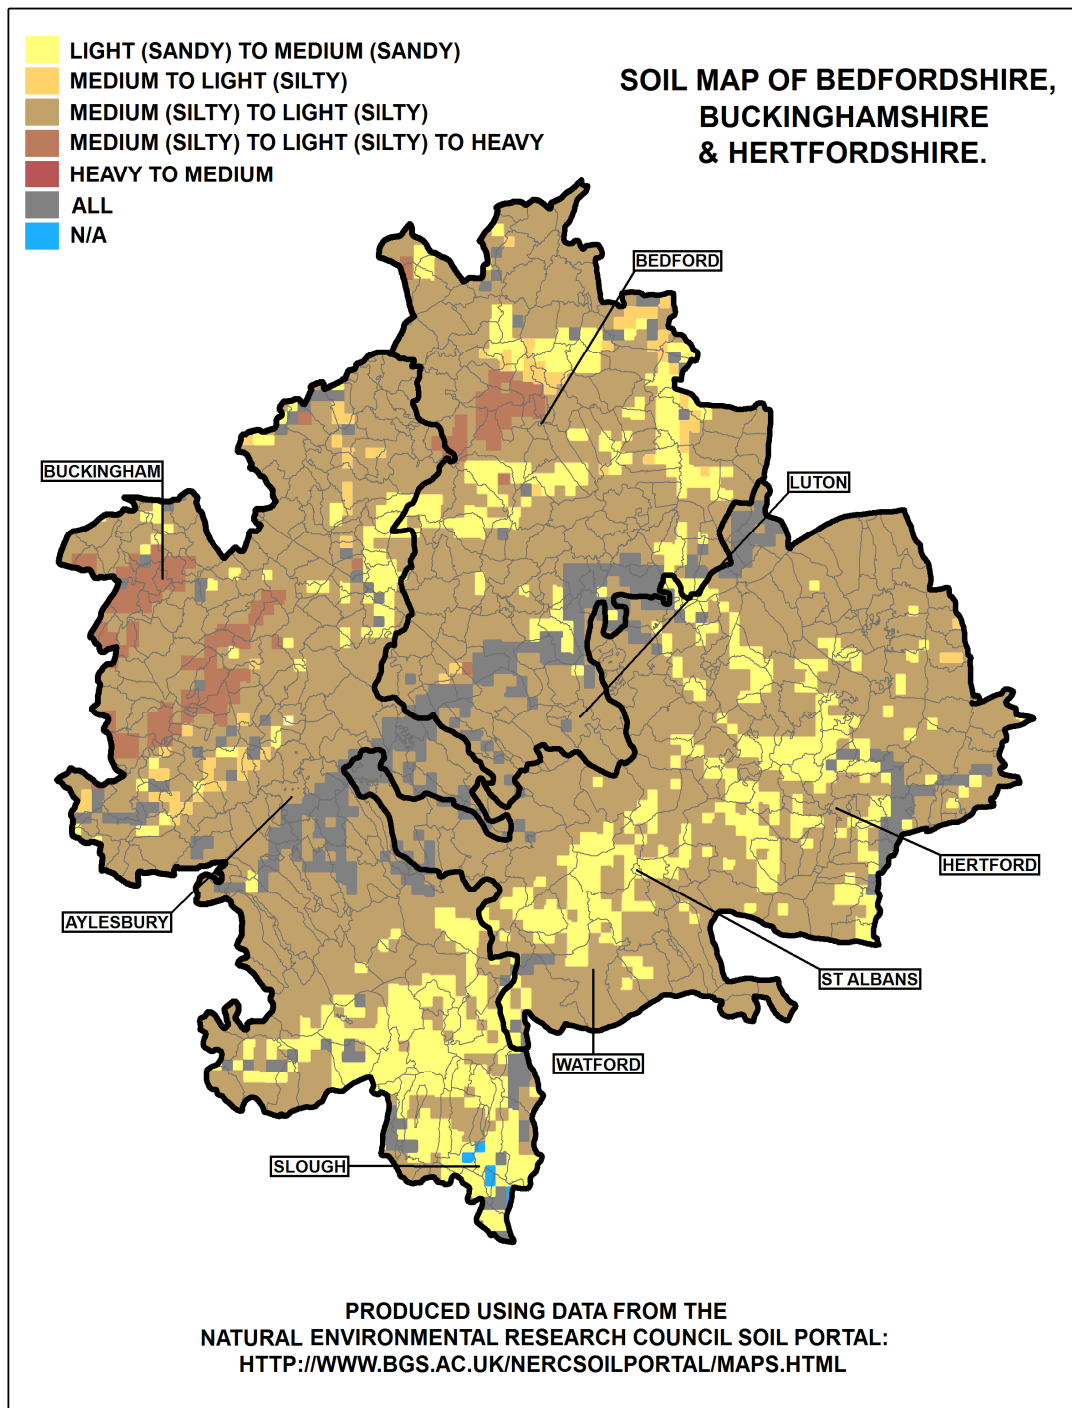 LIGHT (SANDY) TO MEDIUM (SANDY)
MEDIUM TO LIGHT (SILTY)
MEDIUM (SILTY) TO LIGHT (SILTY)
MEDIUM (SILTY) TO LIGHT (SILTY) TO HEAVY
HEAVY TO MEDIUM
ALL
N/A
SOIL MAP OF BEDFORDSHIRE,
BUCKINGHAMSHIRE
& HERTFORDSHIRE.
BEDFORD
BUCKINGHAM
LUTON
HERTFORD
AYLESBURY
ST ALBANS
WATFORD
SLOUGH
PRODUCED USING DATA FROM THE
NATURAL ENVIRONMENTAL RESEARCH COUNCIL SOIL PORTAL:
HTTP://WWW.BGS.AC.UK/NERCSOILPORTAL/MAPS.HTML